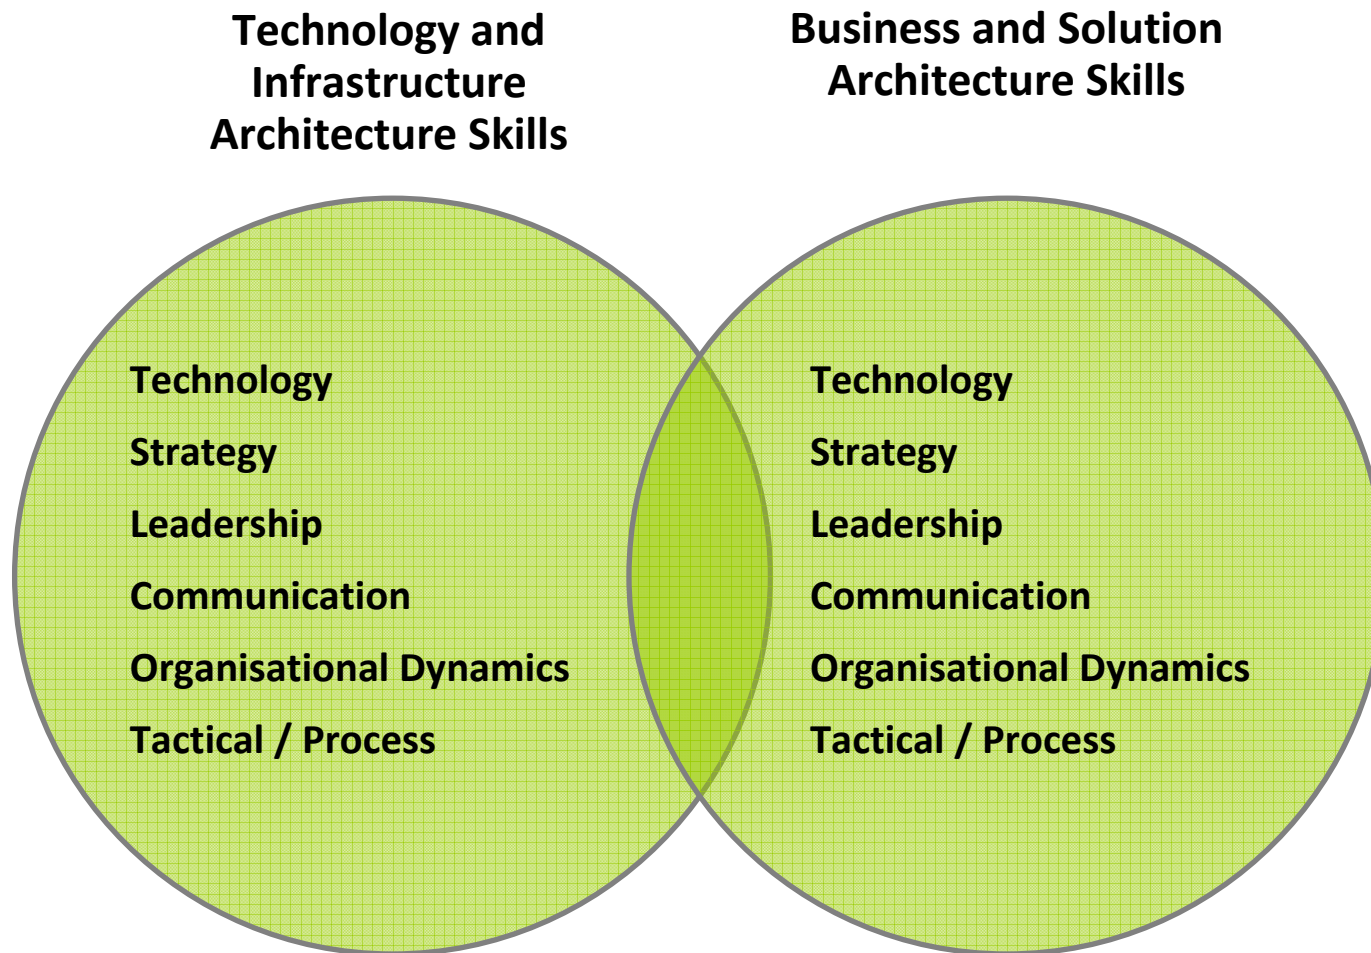 Technology and
Infrastructure
Architecture Skills
Business and Solution
Architecture Skills
Technology
Strategy
Leadership
Communication
Organisational Dynamics
Tactical / Process
Technology
Strategy
Leadership
Communication
Organisational Dynamics
Tactical / Process